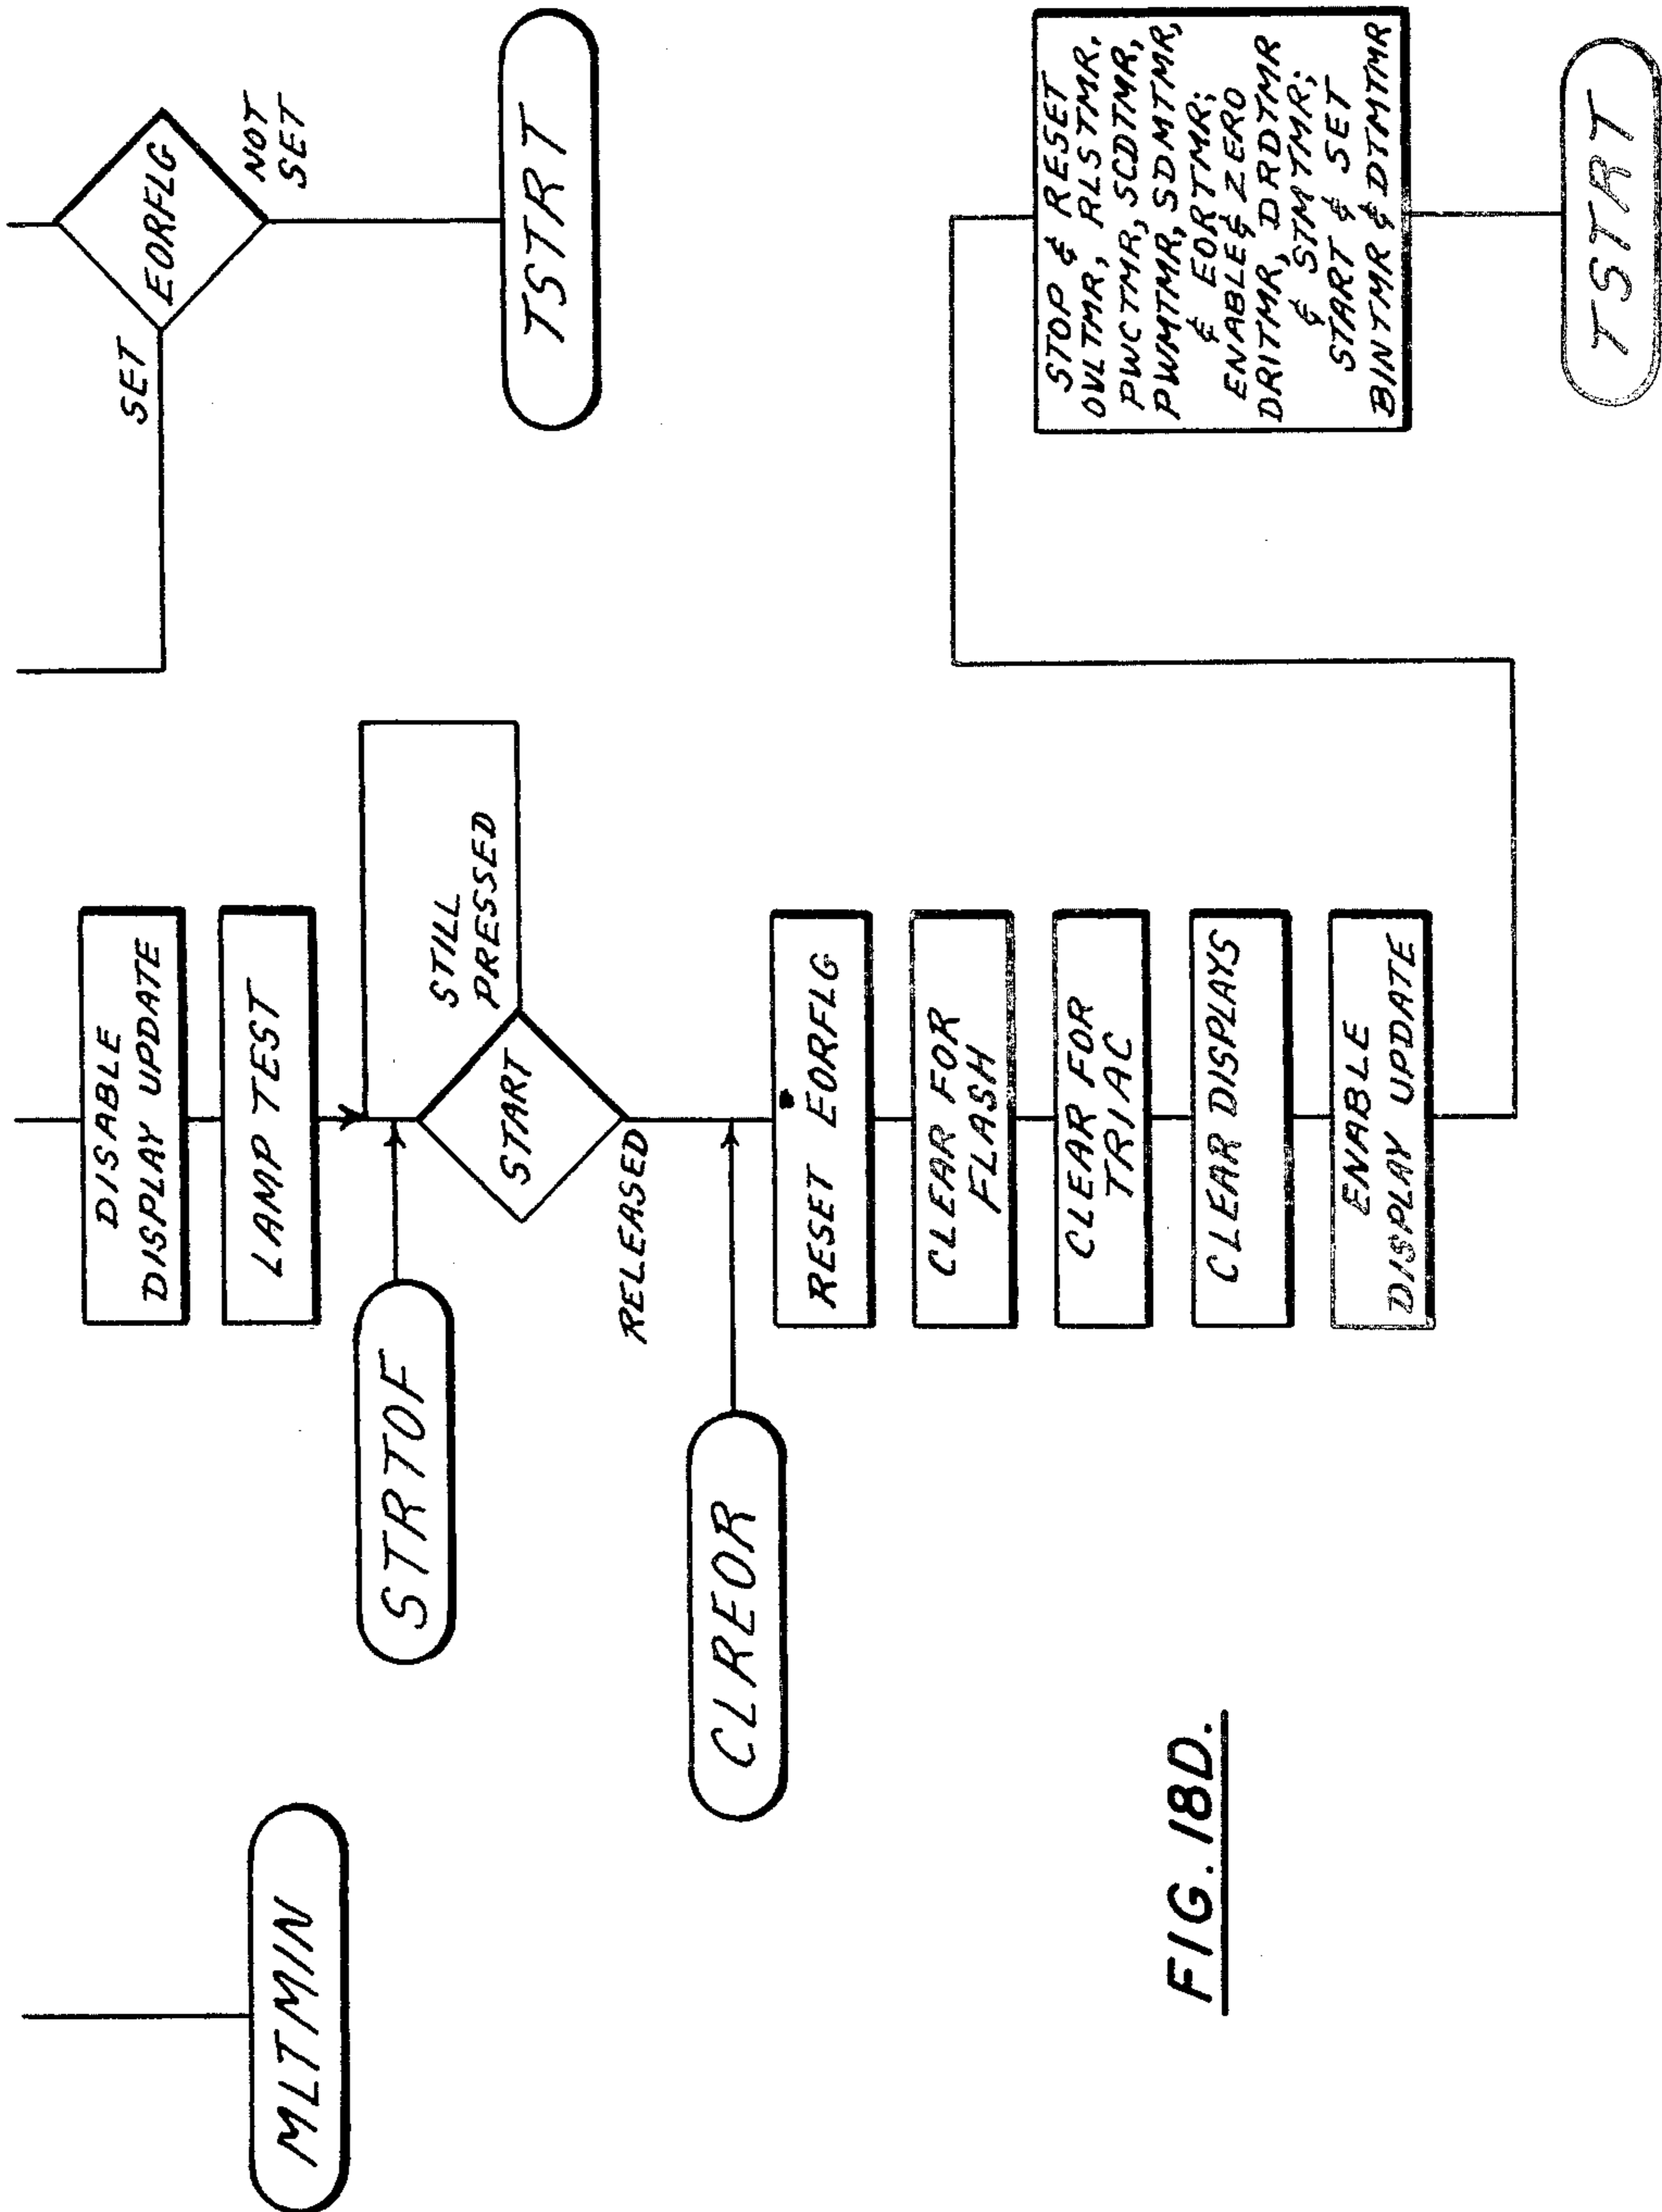 MLTMIN
DISABLE
DISPLAY UPDATE
LAMP TEST
STRTOF
START
STILL
PRESSED
RELEASED
CLREOR
RESET EORFLG
CLEAR FOR
FLASH
CLEAR FOR
TRIAC
CLEAR DISPLAYS
ENABLE
DISPLAY UPDATE
EORFLG
SET
NOT
SET
TSTRT
STOP & RESET
OVLTMR, RLSTMR,
PWCTMR, SCDTMR,
PWMTMR, SDMTMR,
& EORTMR;
ENABLE & ZERO
DRITMR, DRDTMR
& STMTMR;
START & SET
BINTMR & DTMTMR
TSTRT
FIG. 18D.